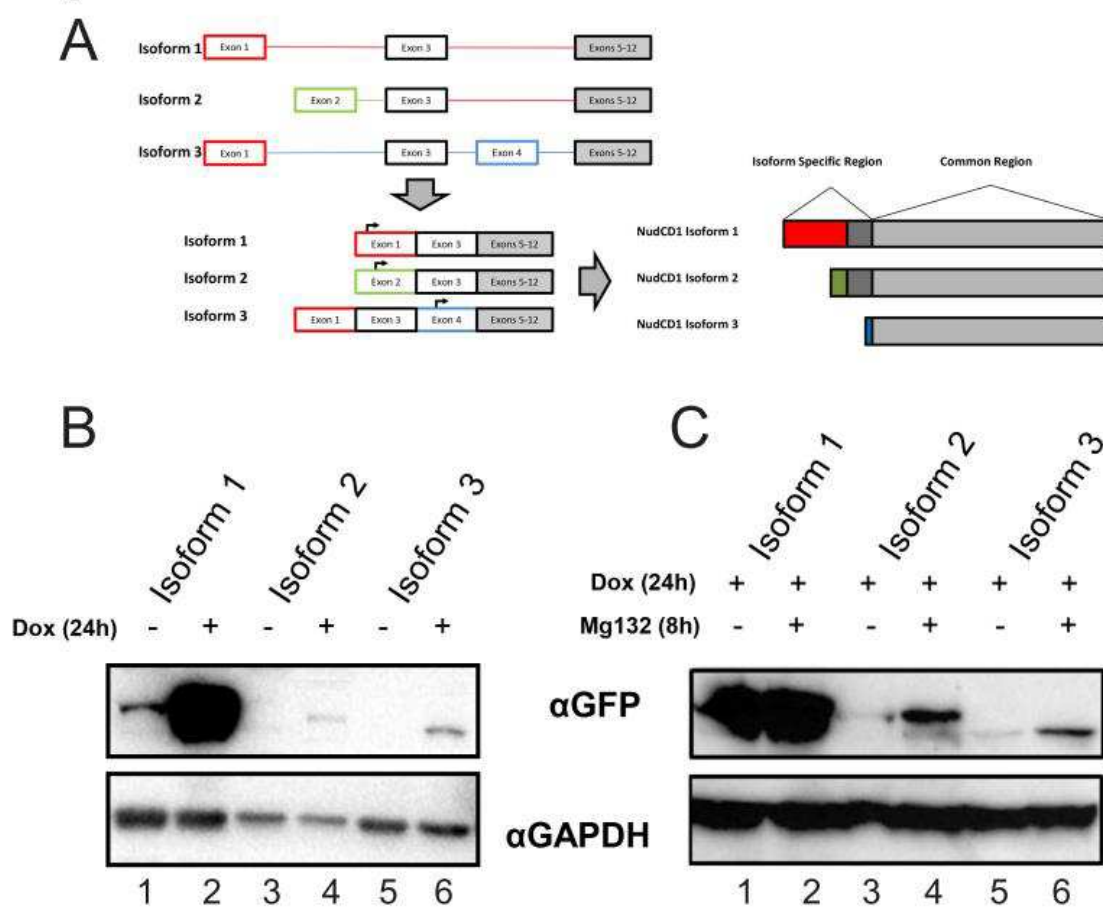 A
Isoform 1 Exon 1 Exon 3 Exons 5-12
Isoform 2 Exon 2 Exon 3 Exons 5-12
Isoform 3 Exon 1 Exon 3 Exon 4 Exons 5-12
Isoform 1 Exon 1 Exon 3 Exons 5-12
Isoform 2 Exon 2 Exon 3 Exons 5-12
Isoform 3 Exon 1 Exon 3 Exon 4 Exons 5-12
Isoform Specific Region Common Region
NudCD1 Isoform 1
NudCD1 Isoform 2
NudCD1 Isoform 3
B
Isoform 1 Isoform 2 Isoform 3
Dox (24h) - + - + - +
C
Isoform 1 Isoform 2 Isoform 3
Dox (24h) + + + + + +
Mg132 (8h) - + - + - +
αGFP
αGAPDH
1 2 3 4 5 6
1 2 3 4 5 6